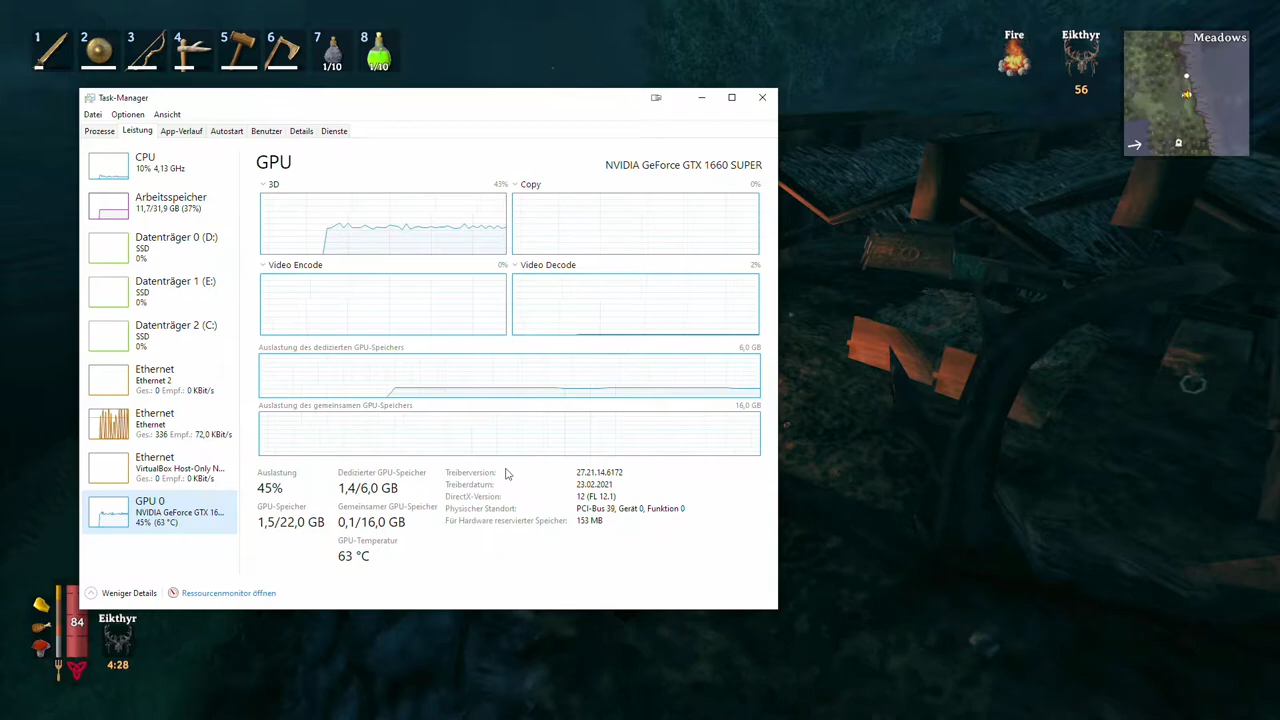 1 2 3 4 5 6 7 8
1/10 1/10
Fire
Eikthyr
56
Meadows
Task-Manager
Datei Optionen Ansicht
Prozesse Leistung App-Verlauf Autostart Benutzer Details Dienste
CPU
10% 4,13 GHz
Arbeitsspeicher
11,7/31,9 GB (37%)
Datenträger 0 (D:)
SSD
0%
Datenträger 1 (E:)
SSD
0%
Datenträger 2 (C:)
SSD
0%
Ethernet
Ethernet 2
Ges.: 0 Empf.: 0 KBit/s
Ethernet
Ethernet
Ges.: 336 Empf.: 72,0 KBit/s
Ethernet
VirtualBox Host-Only N...
Ges.: 0 Empf.: 0 KBit/s
GPU 0
NVIDIA GeForce GTX 16...
45% (63 °C)
GPU
NVIDIA GeForce GTX 1660 SUPER
3D 43%
Copy 0%
Video Encode 0%
Video Decode 2%
Auslastung des dedizierten GPU-Speichers 6,0 GB
Auslastung des gemeinsamen GPU-Speichers 16,0 GB
Auslastung
45%
Dedizierter GPU-Speicher
1,4/6,0 GB
GPU-Speicher
1,5/22,0 GB
Gemeinsamer GPU-Speicher
0,1/16,0 GB
GPU-Temperatur
63 °C
Treiberversion: 27.21.14.6172
Treiberdatum: 23.02.2021
DirectX-Version: 12 (FL 12.1)
Physischer Standort: PCI-Bus 39, Gerät 0, Funktion 0
Für Hardware reservierter Speicher: 153 MB
Weniger Details
Ressourcenmonitor öffnen
84
Eikthyr
4:28